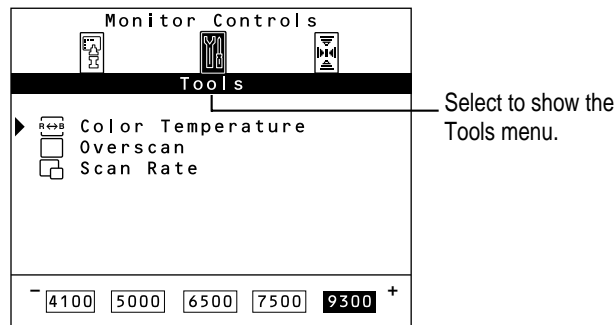 Monitor Controls
Tools
Select to show the
Tools menu.
R↔B Color Temperature
Overscan
Scan Rate
- 4100 5000 6500 7500 9300 +